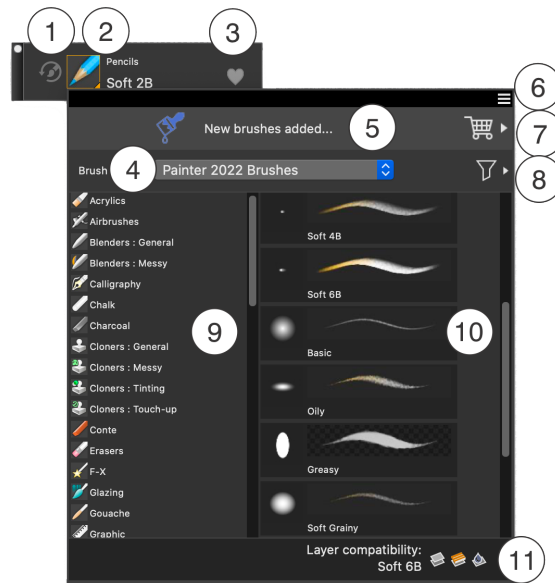 1
2
3
Pencils
Soft 2B
6
New brushes added...
5
7
Brush
4
Painter 2022 Brushes
8
Acrylics
Airbrushes
Blenders : General
Blenders : Messy
Calligraphy
Chalk
Charcoal
Cloners : General
Cloners : Messy
Cloners : Tinting
Cloners : Touch-up
Conte
Erasers
F-X
Glazing
Gouache
Graphic
9
Soft 4B
Soft 6B
Basic
10
Oily
Greasy
Soft Grainy
Layer compatibility:
Soft 6B
11